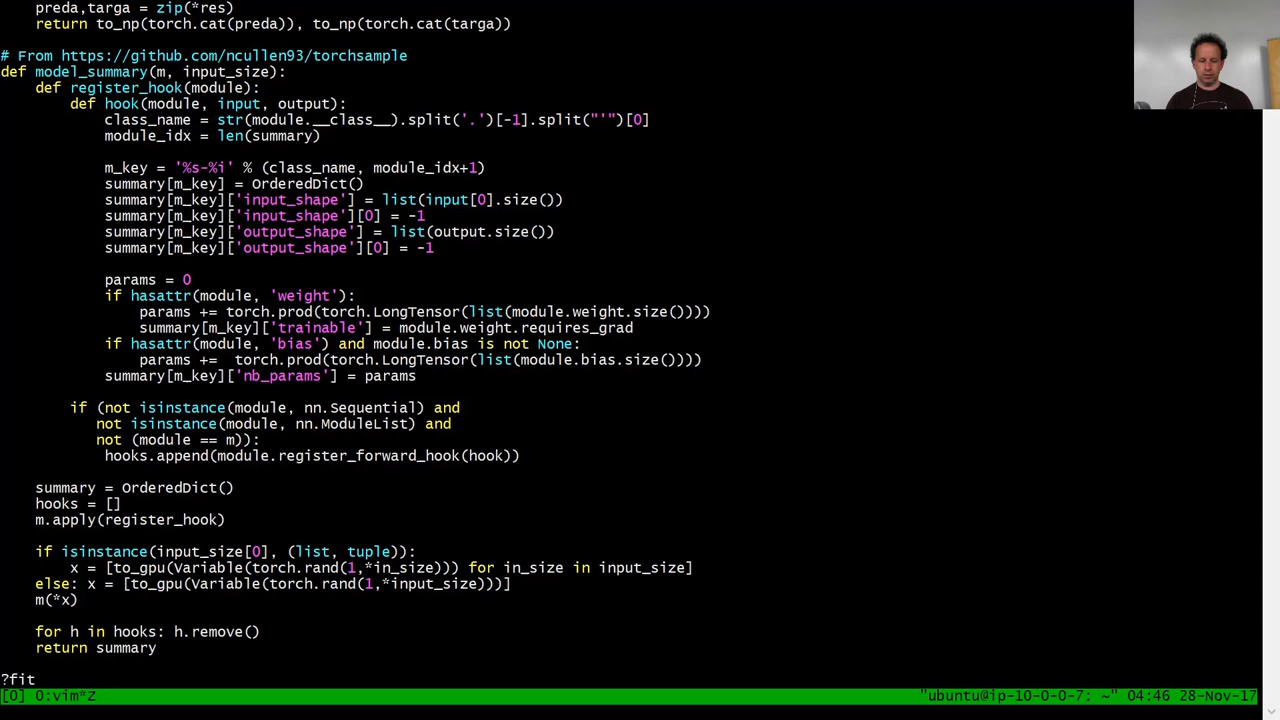 preda,targa = zip(*res)
return to_np(torch.cat(preda)), to_np(torch.cat(targa))
# From https://github.com/ncullen93/torchsample
def model_summary(m, input_size):
def register_hook(module):
def hook(module, input, output):
class_name = str(module.__class__).split('.')[-1].split("'")[0]
module_idx = len(summary)
m_key = '%s-%i' % (class_name, module_idx+1)
summary[m_key] = OrderedDict()
summary[m_key]['input_shape'] = list(input[0].size())
summary[m_key]['input_shape'][0] = -1
summary[m_key]['output_shape'] = list(output.size())
summary[m_key]['output_shape'][0] = -1
params = 0
if hasattr(module, 'weight'):
params += torch.prod(torch.LongTensor(list(module.weight.size())))
summary[m_key]['trainable'] = module.weight.requires_grad
if hasattr(module, 'bias') and module.bias is not None:
params +=  torch.prod(torch.LongTensor(list(module.bias.size())))
summary[m_key]['nb_params'] = params
if (not isinstance(module, nn.Sequential) and
not isinstance(module, nn.ModuleList) and
not (module == m)):
hooks.append(module.register_forward_hook(hook))
summary = OrderedDict()
hooks = []
m.apply(register_hook)
if isinstance(input_size[0], (list, tuple)):
x = [to_gpu(Variable(torch.rand(1,*in_size))) for in_size in input_size]
else: x = [to_gpu(Variable(torch.rand(1,*input_size)))]
m(*x)
for h in hooks: h.remove()
return summary
?fit
[0] 0:vim*Z "ubuntu@ip-10-0-0-7: ~" 04:46 28-Nov-17